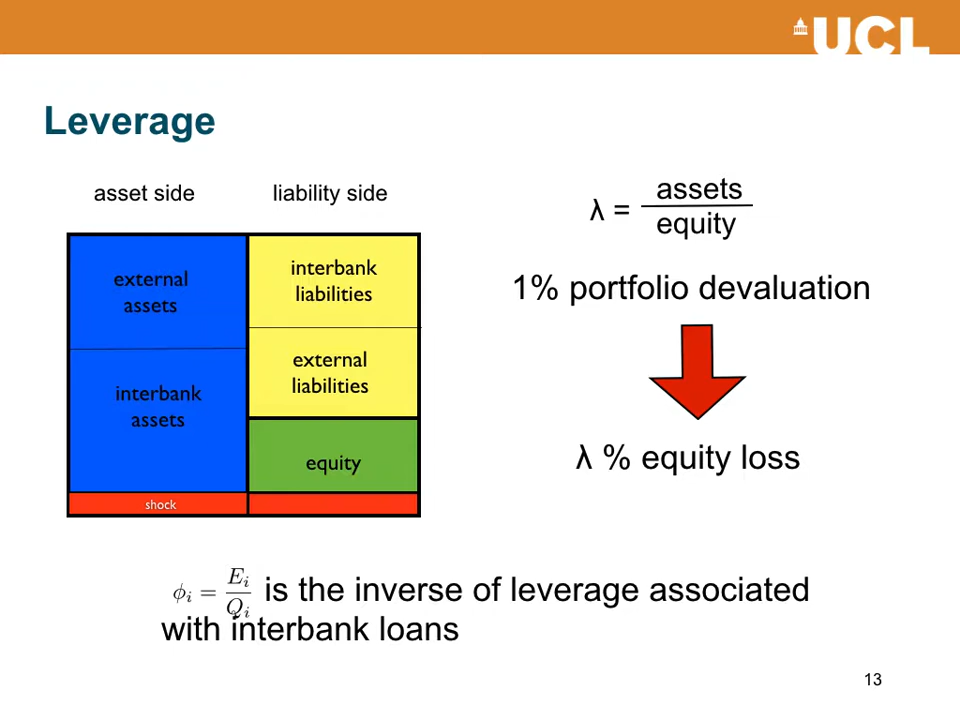 UCL
Leverage
asset side
liability side
external
assets
interbank
assets
shock
interbank
liabilities
external
liabilities
equity
λ = assets
equity
1% portfolio devaluation
λ % equity loss
ϕᵢ = Eᵢ/Qᵢ is the inverse of leverage associated
with interbank loans
13